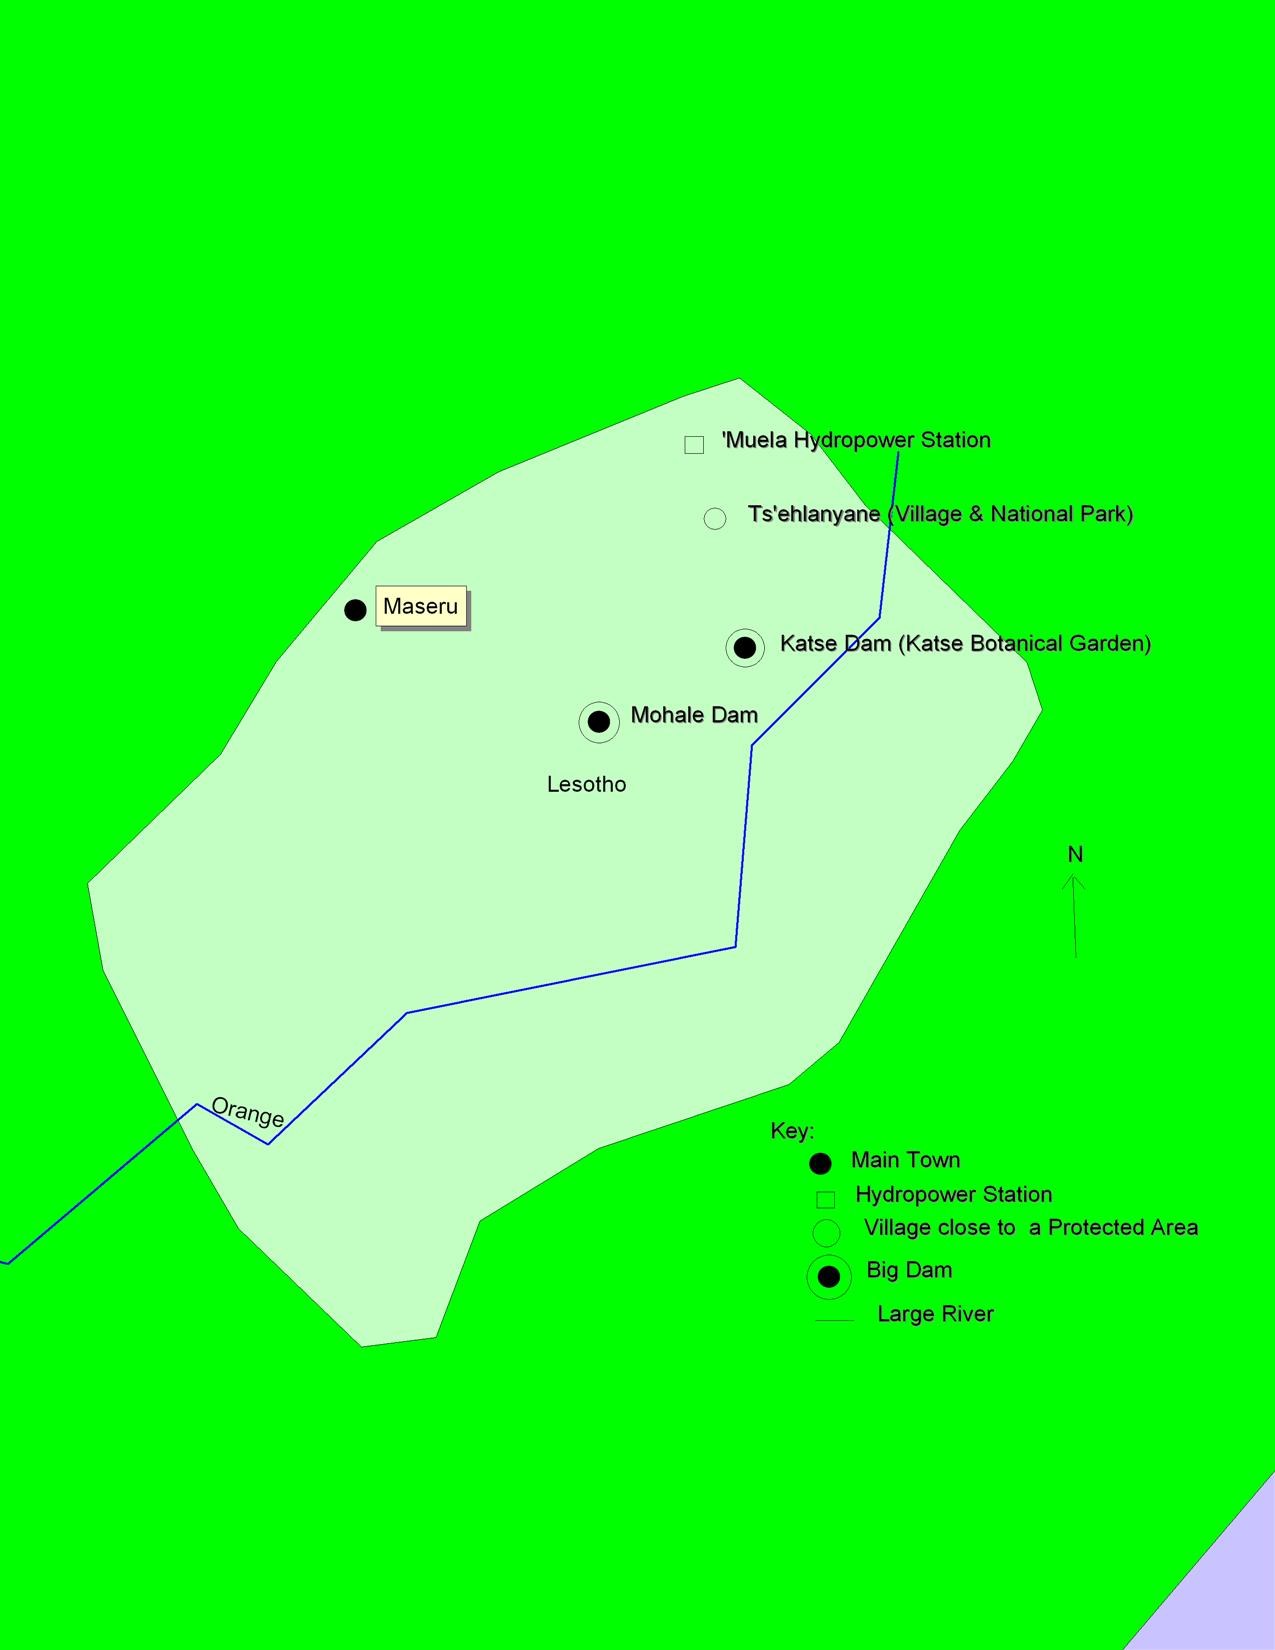 'Muela Hydropower Station
Ts'ehlanyane (Village & National Park)
Maseru
Katse Dam (Katse Botanical Garden)
Mohale Dam
Lesotho
N
Orange
Key:
Main Town
Hydropower Station
Village close to  a Protected Area
Big Dam
Large River